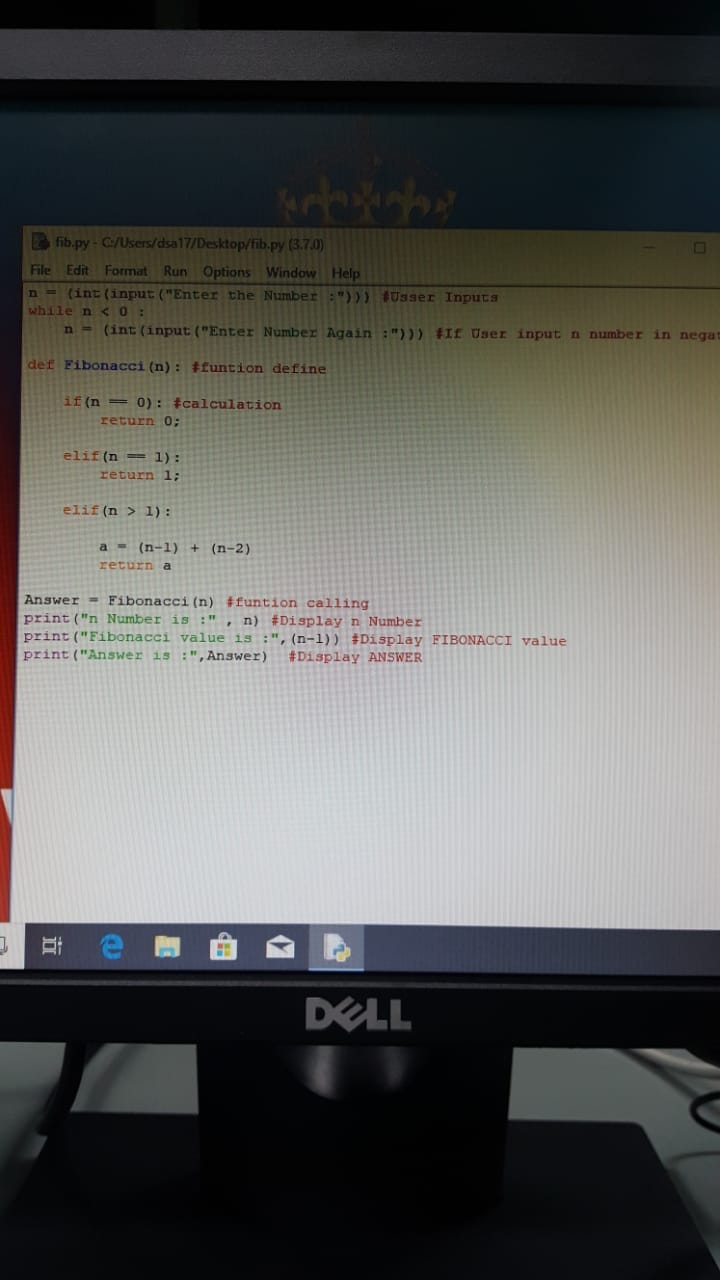 fib.py - C:/Users/dsa17/Desktop/fib.py (3.7.0)
File Edit Format Run Options Window Help
n = (int(input("Enter the Number :"))) #Usser Inputs
while n < 0 :
    n = (int(input("Enter Number Again :"))) #If User input n number in negat
def Fibonacci(n): #funtion define
    if(n == 0): #calculation
        return 0;
    elif(n == 1):
        return 1;
    elif(n > 1):
        a = (n-1) + (n-2)
        return a
Answer = Fibonacci(n) #funtion calling
print("n Number is :" , n) #Display n Number
print("Fibonacci value is :",(n-1)) #Display FIBONACCI value
print("Answer is :",Answer)  #Display ANSWER
DELL